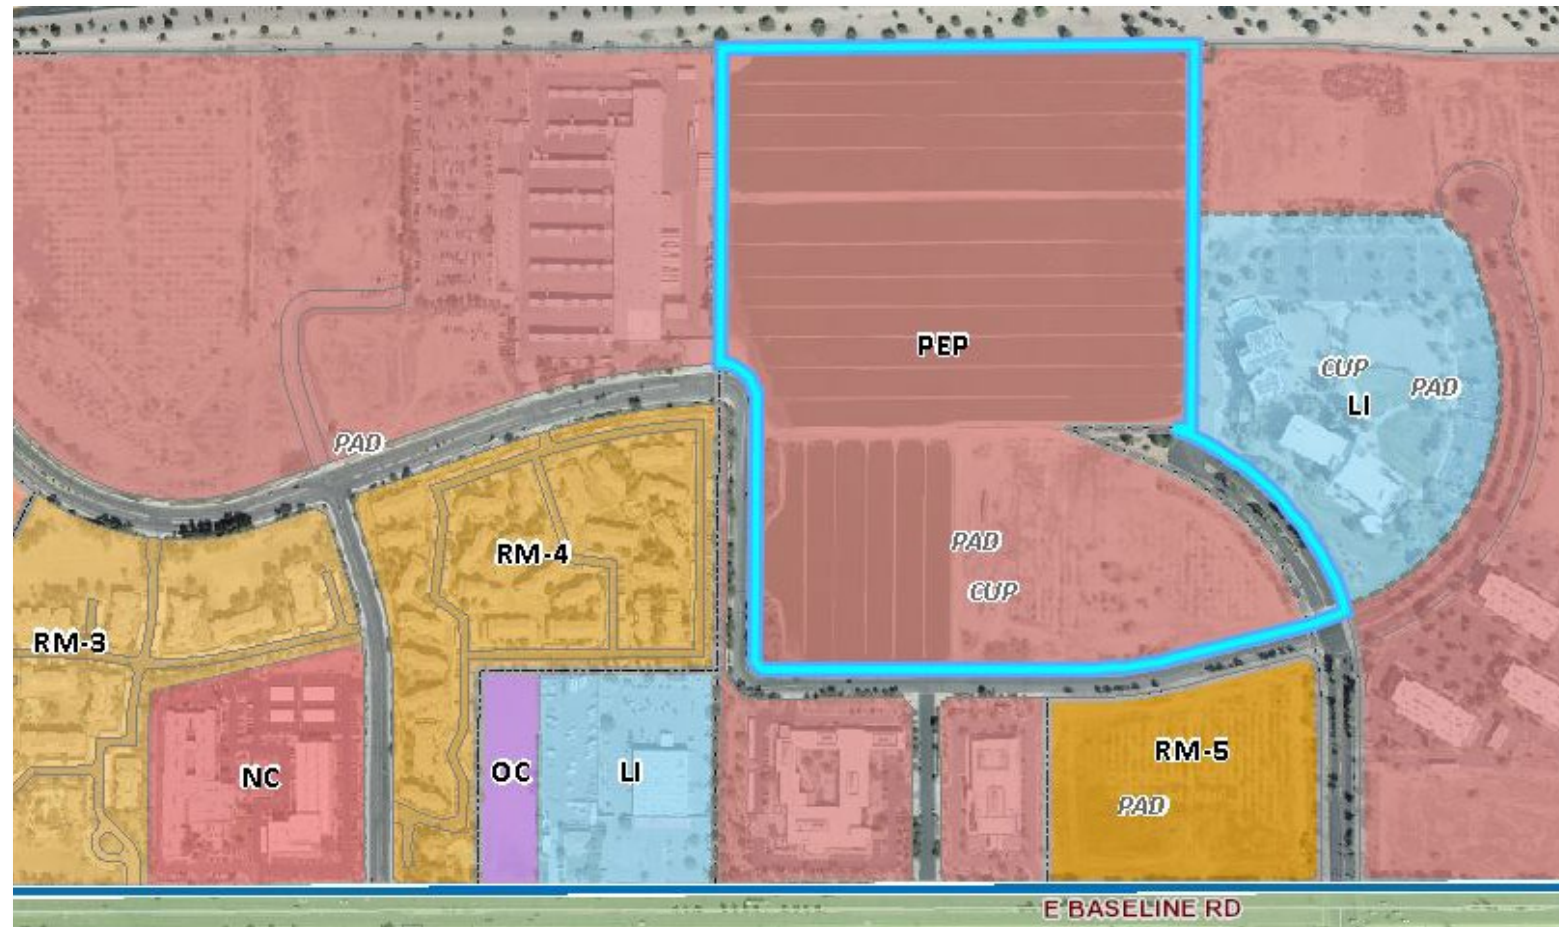 PEP
CUP
PAD
LI
PAD
PAD
CUP
RM-4
RM-3
NC
OC
LI
RM-5
PAD
E BASELINE RD